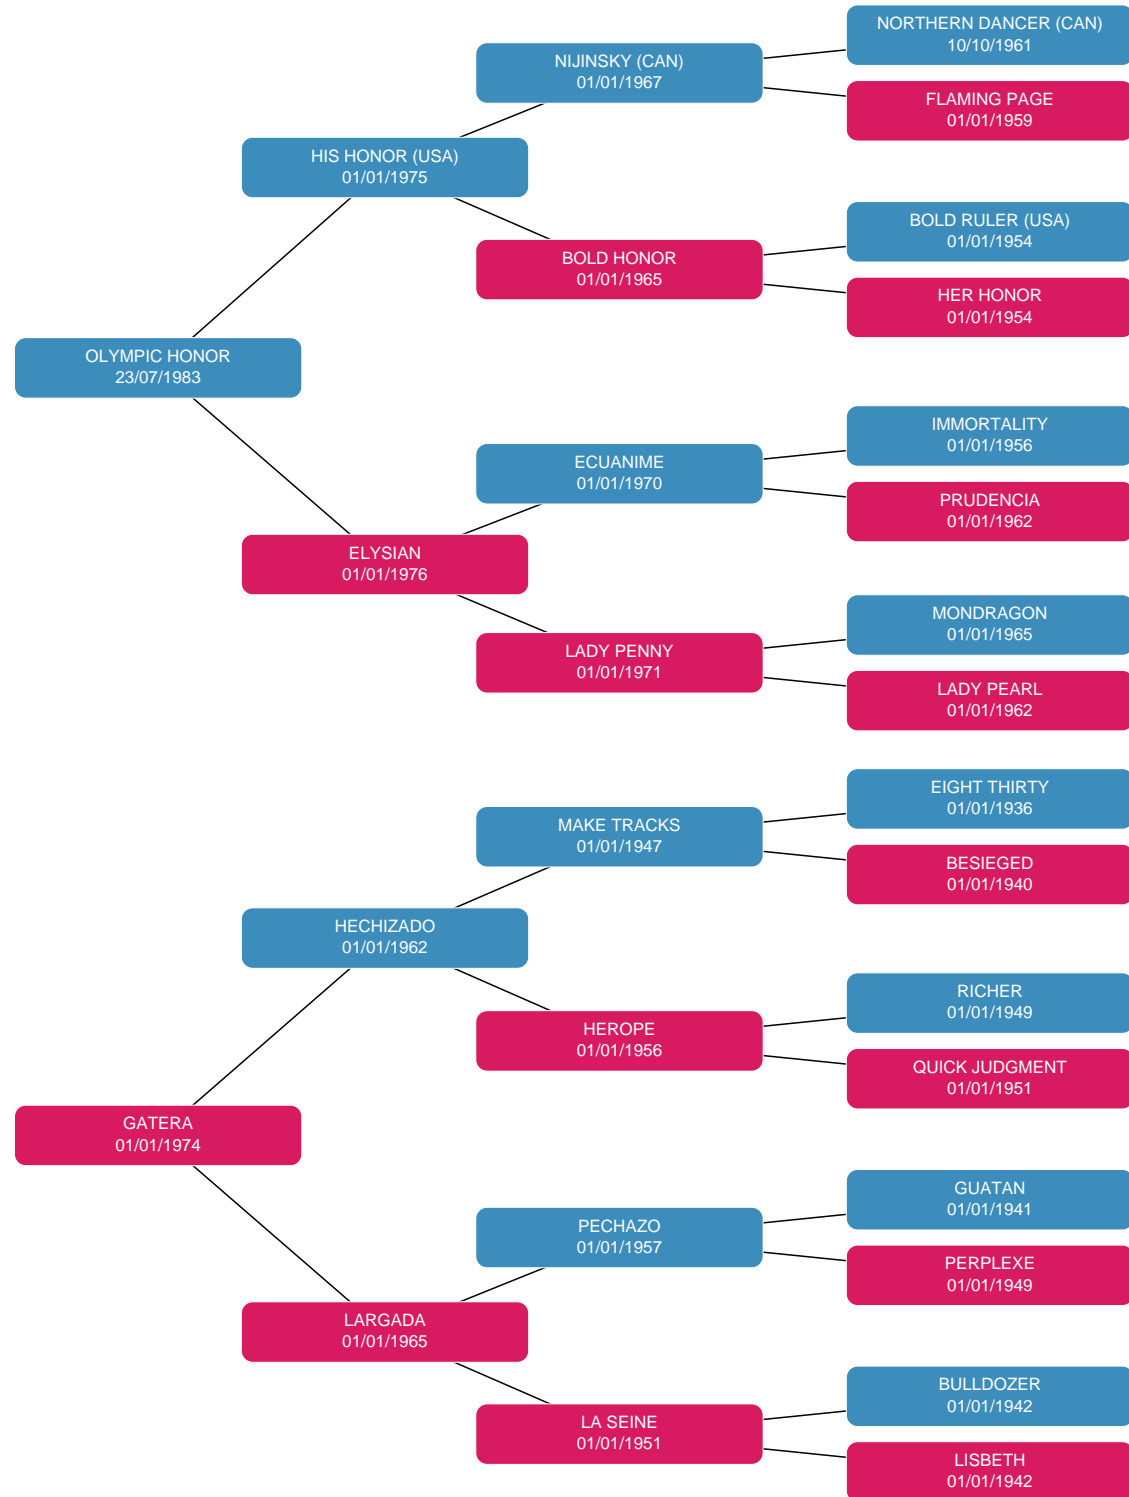 NORTHERN DANCER (CAN)
10/10/1961
NIJINSKY (CAN)
01/01/1967
FLAMING PAGE
01/01/1959
HIS HONOR (USA)
01/01/1975
BOLD RULER (USA)
01/01/1954
BOLD HONOR
01/01/1965
HER HONOR
01/01/1954
OLYMPIC HONOR
23/07/1983
IMMORTALITY
01/01/1956
ECUANIME
01/01/1970
PRUDENCIA
01/01/1962
ELYSIAN
01/01/1976
MONDRAGON
01/01/1965
LADY PENNY
01/01/1971
LADY PEARL
01/01/1962
EIGHT THIRTY
01/01/1936
MAKE TRACKS
01/01/1947
BESIEGED
01/01/1940
HECHIZADO
01/01/1962
RICHER
01/01/1949
HEROPE
01/01/1956
QUICK JUDGMENT
01/01/1951
GATERA
01/01/1974
GUATAN
01/01/1941
PECHAZO
01/01/1957
PERPLEXE
01/01/1949
LARGADA
01/01/1965
BULLDOZER
01/01/1942
LA SEINE
01/01/1951
LISBETH
01/01/1942